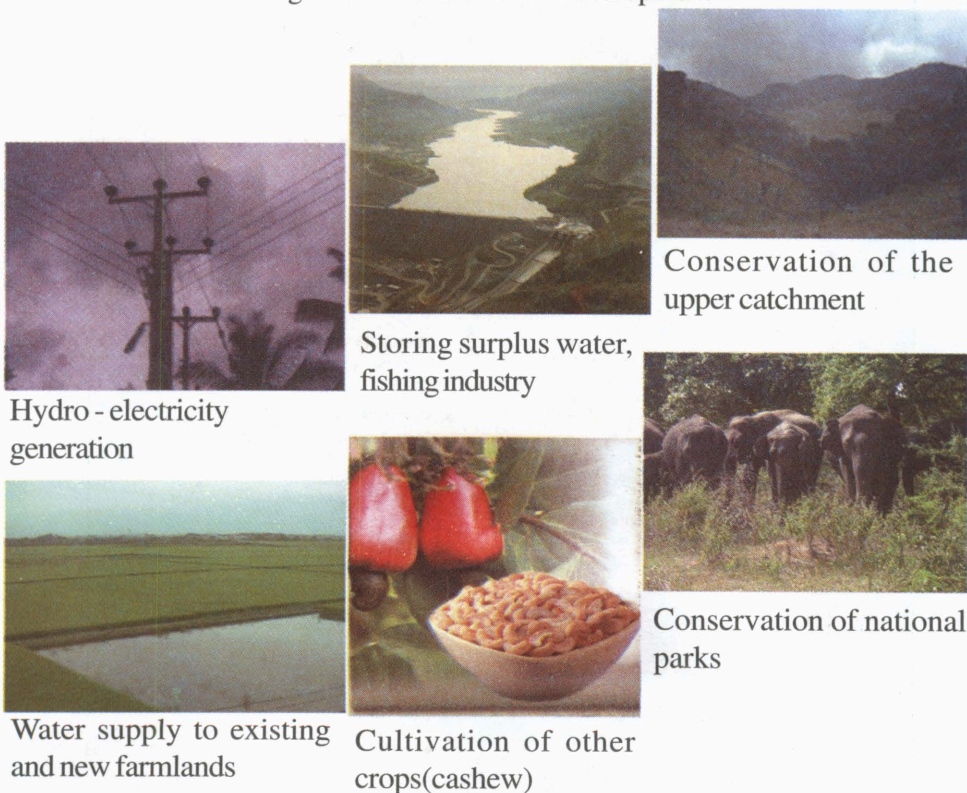 Conservation of the
upper catchment
Storing surplus water,
fishing industry
Hydro - electricity
generation
Conservation of national
parks
Water supply to existing
and new farmlands
Cultivation of other
crops(cashew)